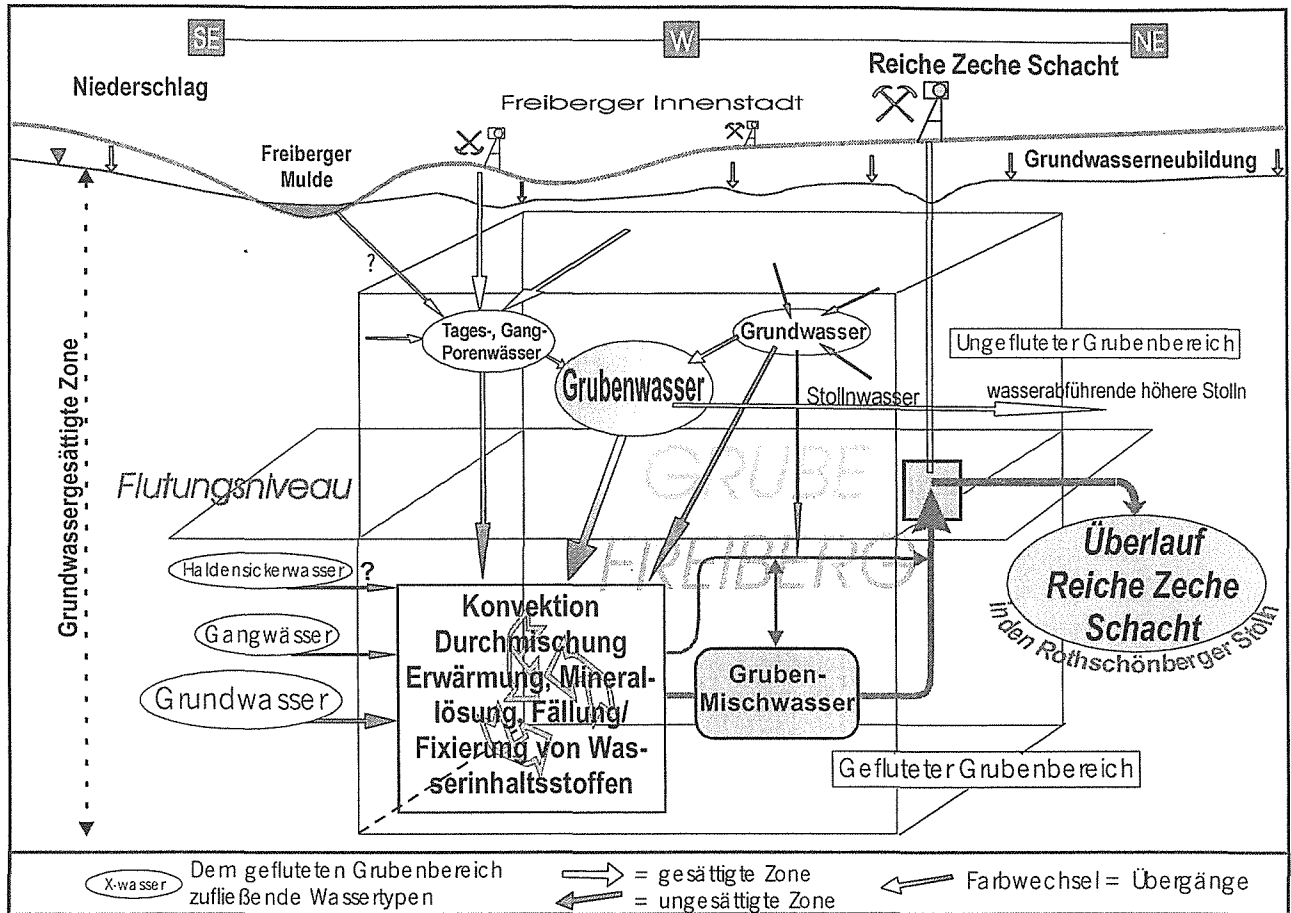 SE
W
NE
Reiche Zeche Schacht
Niederschlag
Freiberger Innenstadt
Freiberger
Mulde
Grundwasserneubildung
?
Tages-, Gang-
Porenwässer
Grundwasser
Ungefluteter Grubenbereich
Grubenwasser
Stollnwasser
wasserabführende höhere Stolln
Grundwassergesättigte Zone
Flutungsniveau
GRUBE
FREIBERG
Haldensickerwasser ?
Gangwässer
Grundwasser
Konvektion
Durchmischung
Erwärmung, Mineral-
lösung, Fällung/
Fixierung von Was-
serinhaltsstoffen
Gruben-
Mischwasser
Überlauf
Reiche Zeche
Schacht
in den Rothschönberger Stolln
Gefluteter Grubenbereich
X-wasser
Dem gefluteten Grubenbereich
zufließende Wassertypen
= gesättigte Zone
= ungesättigte Zone
Farbwechsel = Übergänge